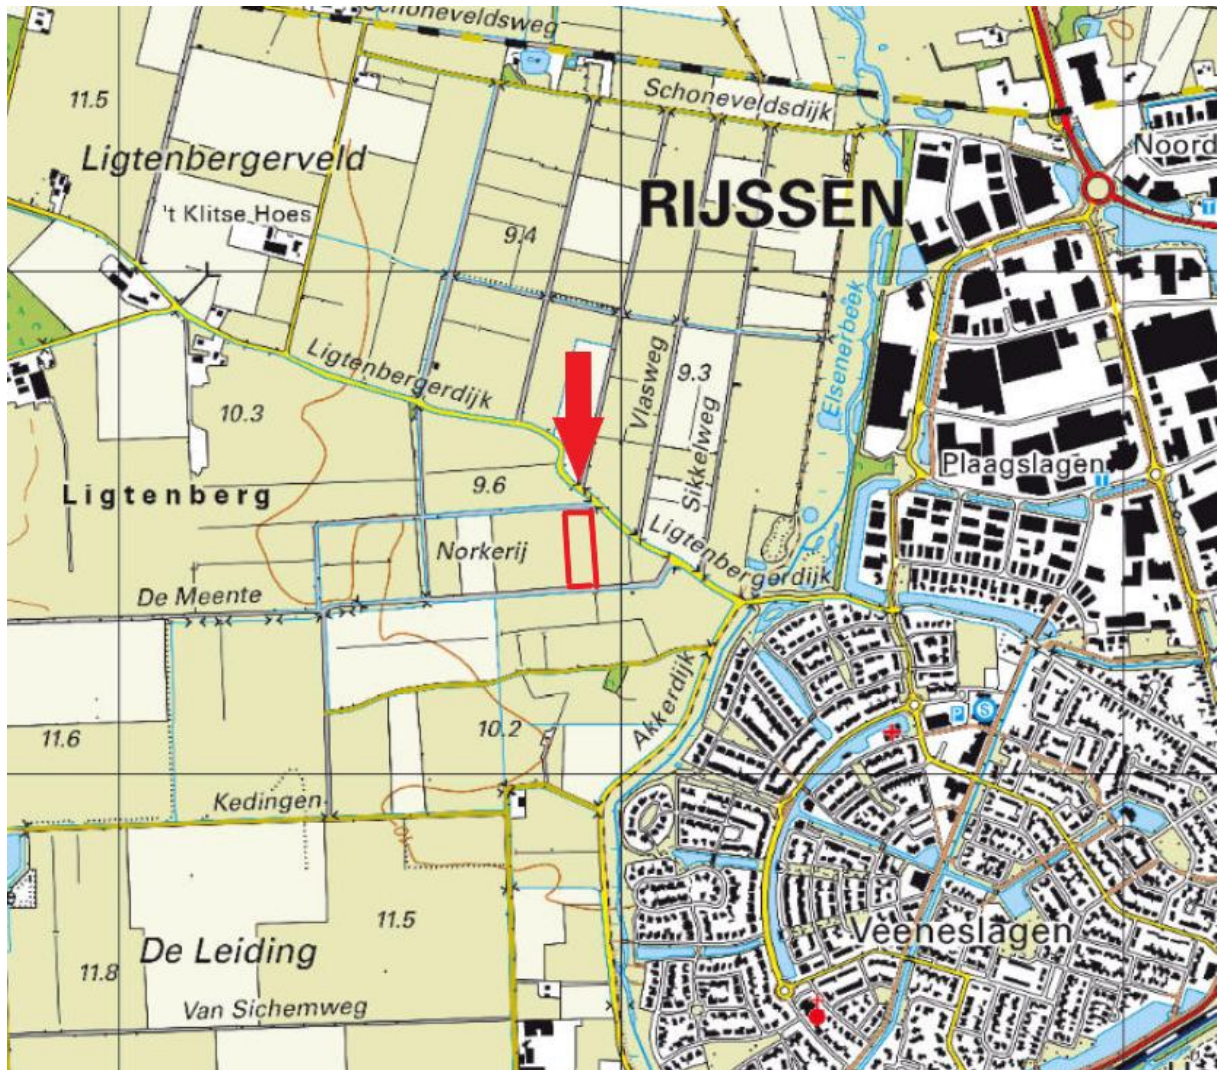 Schoneveldsweg
11.5
Schoneveldsdijk
Ligtenbergerveld
Noord
RIJSSEN
't Klitse Hoes
9.4
T
Elsenerbeek
Ligtenbergerdijk
Vlasweg
9.3
10.3
Sikkelweg
Plaagslagen
T
Ligtenberg
9.6
Ligtenbergerdijk
Norkerij
De Meente
Akkerdijk
P
S
11.6
10.2
Kedingen
11.5
De Leiding
Veeneslagen
11.8
Van Sichemweg